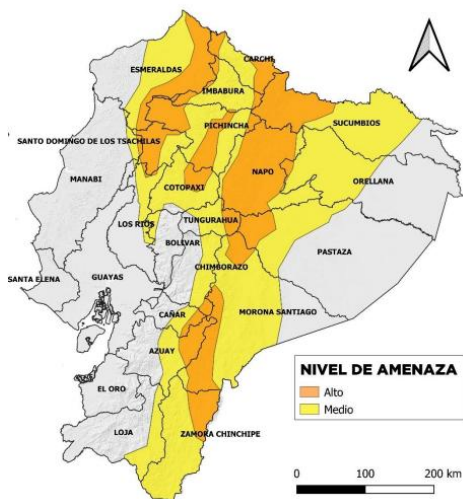 CARCHI
ESMERALDAS
IMBABURA
PICHINCHA
SUCUMBIOS
SANTO DOMINGO DE LOS TSACHILAS
NAPO
MANABI
COTOPAXI
ORELLANA
TUNGURAHUA
LOS RIOS
BOLIVAR
PASTAZA
CHIMBORAZO
SANTA ELENA
GUAYAS
MORONA SANTIAGO
CAÑAR
AZUAY
EL ORO
LOJA
ZAMORA CHINCHIPE
NIVEL DE AMENAZA
Alto
Medio
0 100 200 km